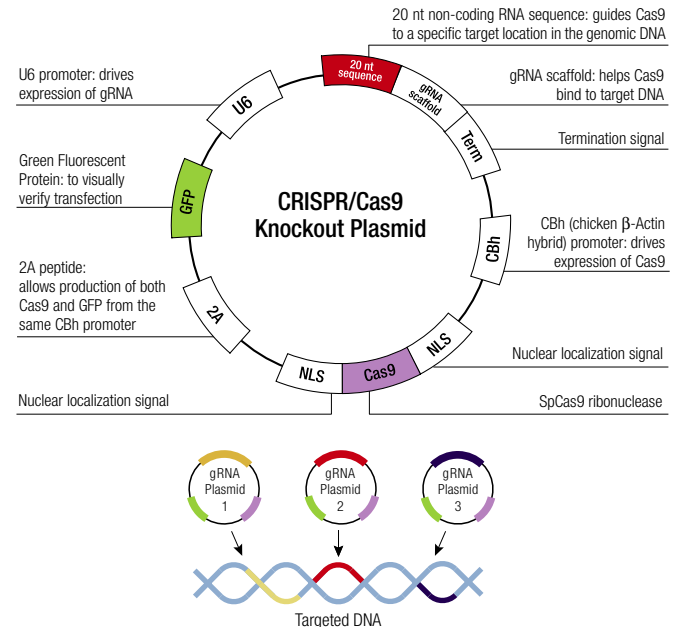 20 nt non-coding RNA sequence: guides Cas9
to a specific target location in the genomic DNA
U6 promoter: drives
expression of gRNA
20 nt
sequence
gRNA
scaffold
gRNA scaffold: helps Cas9
bind to target DNA
U6
Term
Termination signal
Green Fluorescent
Protein: to visually
verify transfection
GFP
CRISPR/Cas9
Knockout Plasmid
CBh
CBh (chicken β-Actin
hybrid) promoter: drives
expression of Cas9
2A peptide:
allows production of both
Cas9 and GFP from the
same CBh promoter
2A
NLS
Cas9
NLS
Nuclear localization signal
Nuclear localization signal
SpCas9 ribonuclease
gRNA
Plasmid
1
gRNA
Plasmid
2
gRNA
Plasmid
3
Targeted DNA